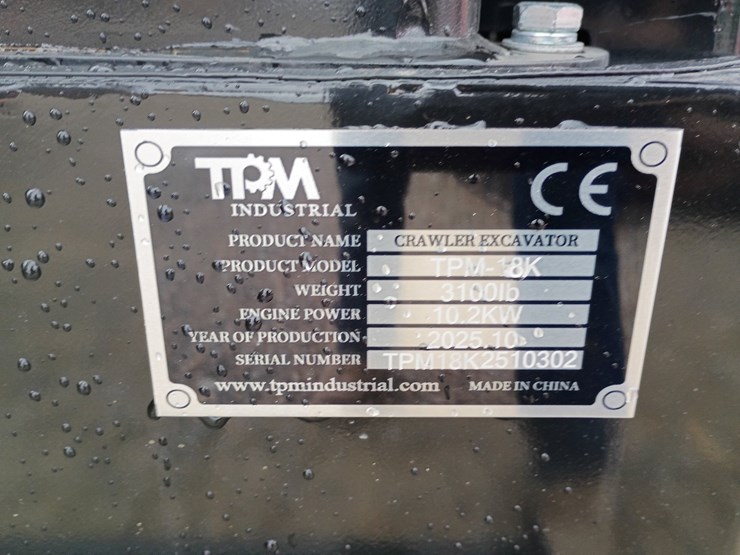 TPM
INDUSTRIAL
CE
PRODUCT NAME CRAWLER EXCAVATOR
PRODUCT MODEL TPM-18K
WEIGHT 3100lb
ENGINE POWER 10.2KW
YEAR OF PRODUCTION 2025.10
SERIAL NUMBER TPM18K2510302
www.tpmindustrial.com MADE IN CHINA